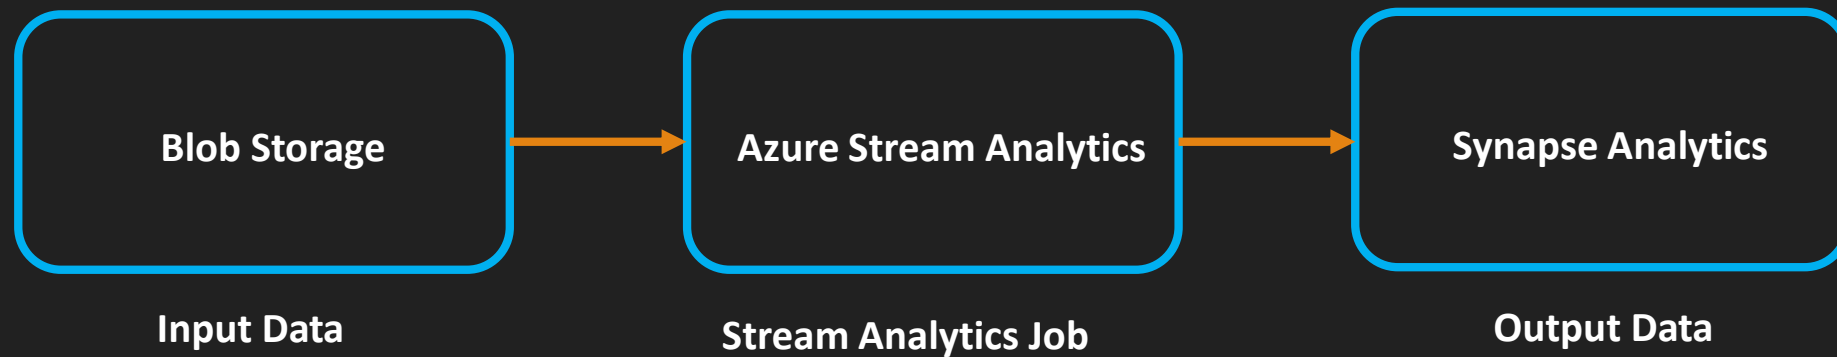 Blob Storage
Azure Stream Analytics
Synapse Analytics
Input Data
Stream Analytics Job
Output Data